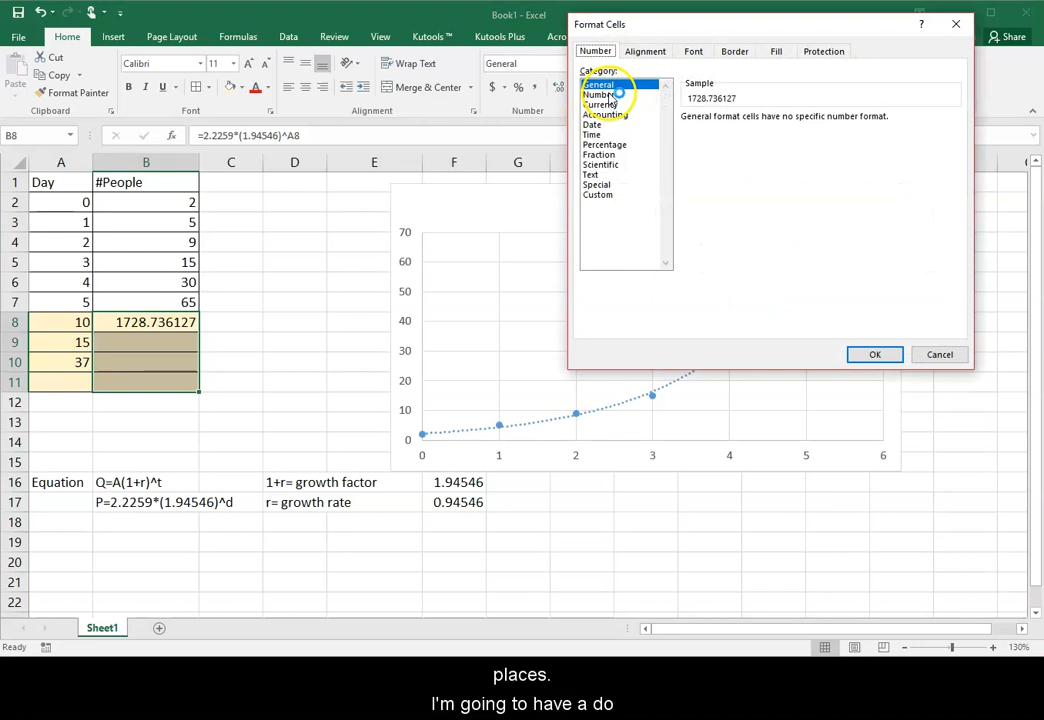 Book1 - Excel
Format Cells
? ×
File Home Insert Page Layout Formulas Data Review View Kutools ™ Kutools Plus Acro
Share
Cut
Copy
Format Painter
Paste
Clipboard
Calibri 11
B I U
Font
Wrap Text
Merge & Center
Alignment
General
$ % ,
Number
Number Alignment Font Border Fill Protection
Category:
General
Number
Currency
Accounting
Date
Time
Percentage
Fraction
Scientific
Text
Special
Custom
Sample
1728.736127
General format cells have no specific number format.
OK Cancel
B8 fx =2.2259*(1.94546)^A8
A B C D E F G
1 Day #People
2 0 2
3 1 5
4 2 9
5 3 15
6 4 30
7 5 65
8 10 1728.736127
9 15
10 37
11
12
13
14
15
16 Equation Q=A(1+r)^t 1+r= growth factor 1.94546
17 P=2.2259*(1.94546)^d r= growth rate 0.94546
18
19
20
21
22
70
60
50
40
30
20
10
0
0 1 2 3 4 5 6
Sheet1
Ready
130%
places.
I'm going to have a do